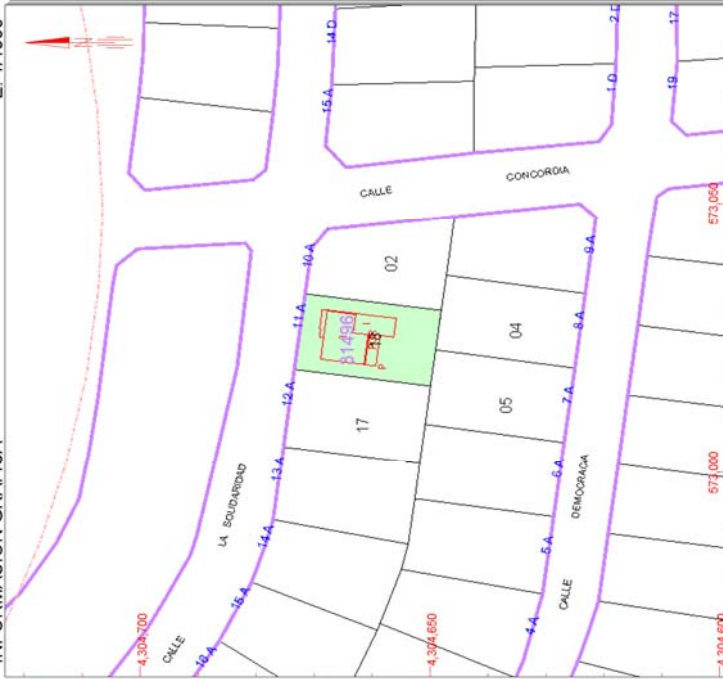 N
14 D
2 D
17
15 A
1 D
19
CALLE
CONCORDIA
573,050
10 A
02
9 A
11 A
81496
18
I
P
04
8 A
12 A
17
05
7 A
13 A
6 A
573,000
LA SOLIDARIDAD
14 A
DEMOCRACIA
5 A
15 A
CALLE
4 A
16 A
CALLE
4,304,700
4,304,650
4,304,600